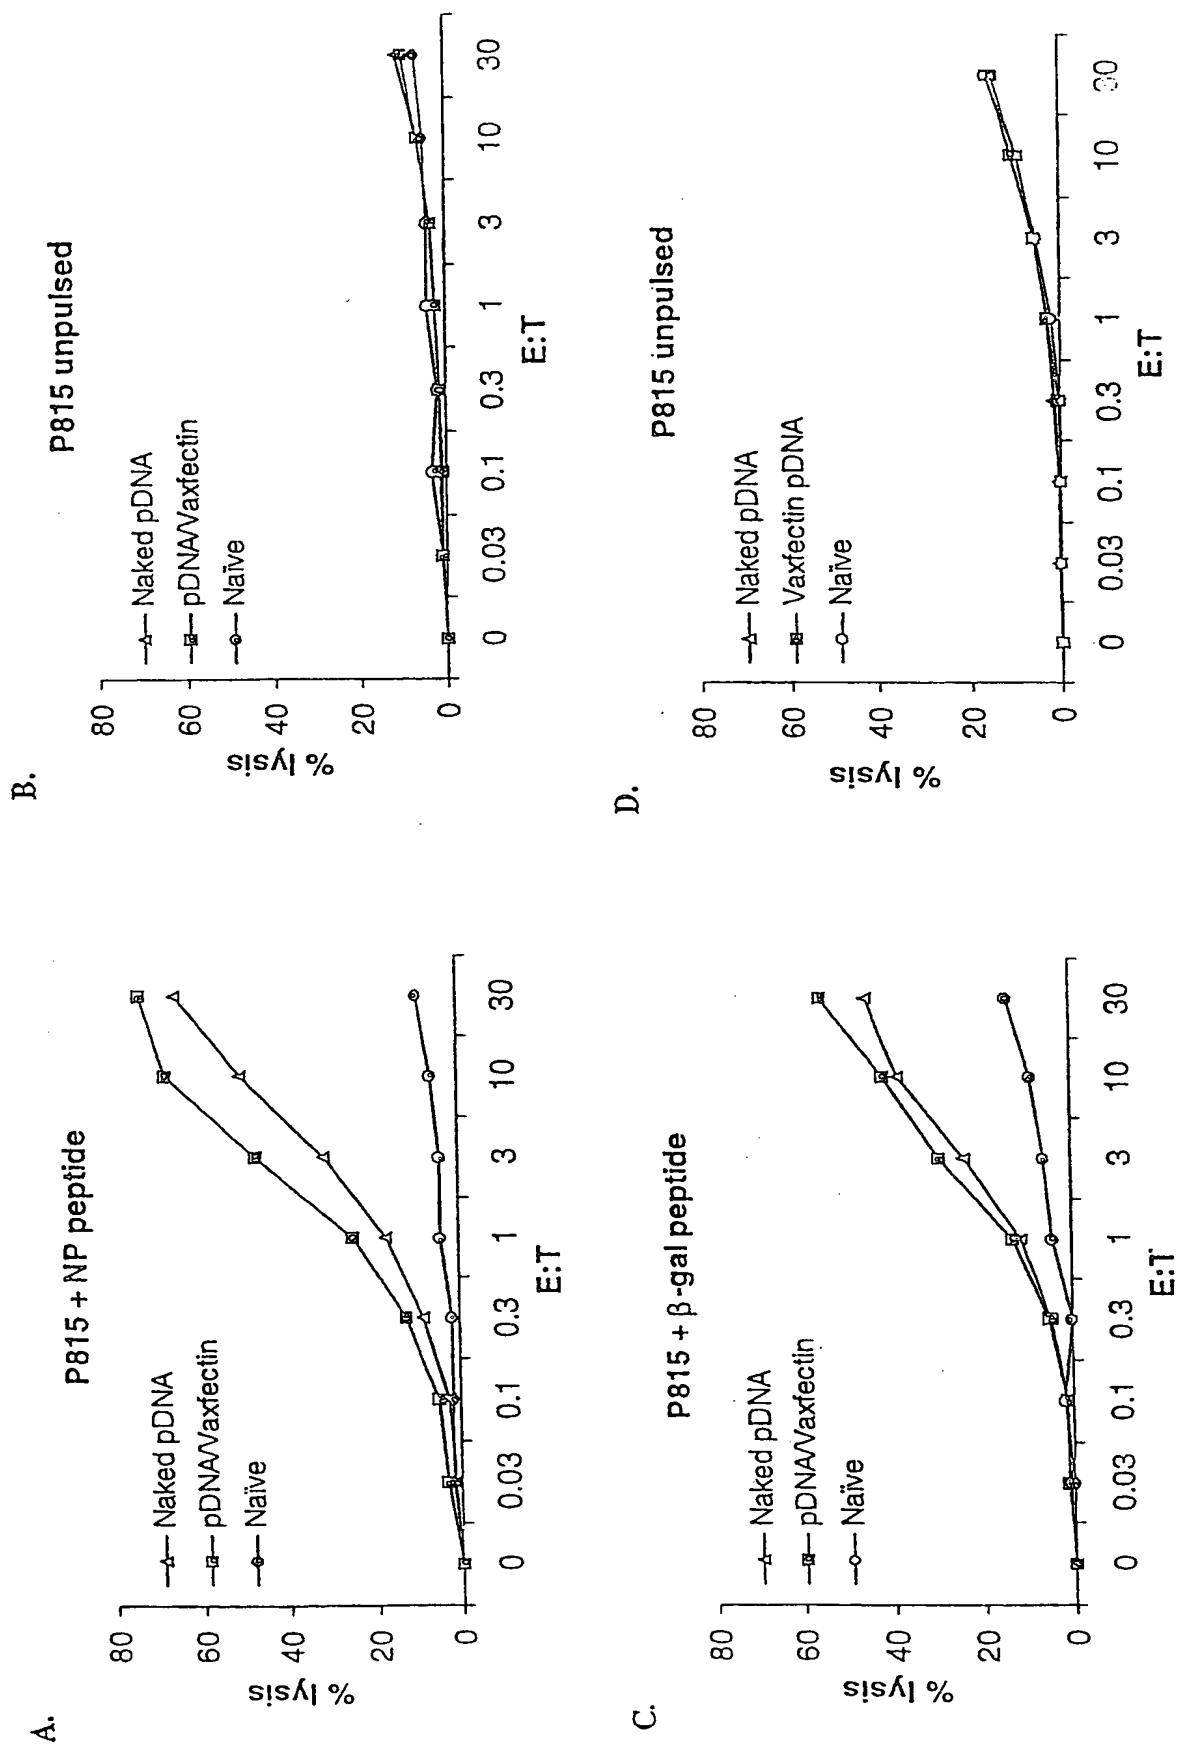 A.
P815 + NP peptide
Naked pDNA
pDNA/Vaxfectin
Naïve
% lysis
80
60
40
20
0
0 0.03 0.1 0.3 1 3 10 30
E:T
B.
P815 unpulsed
Naked pDNA
pDNA/Vaxfectin
Naïve
% lysis
80
60
40
20
0
0 0.03 0.1 0.3 1 3 10 30
E:T
C.
P815 + β-gal peptide
Naked pDNA
pDNA/Vaxfectin
Naïve
% lysis
80
60
40
20
0
0 0.03 0.1 0.3 1 3 10 30
E:T
D.
P815 unpulsed
Naked pDNA
Vaxfectin pDNA
Naïve
% lysis
80
60
40
20
0
0 0.03 0.1 0.3 1 3 10 30
E:T